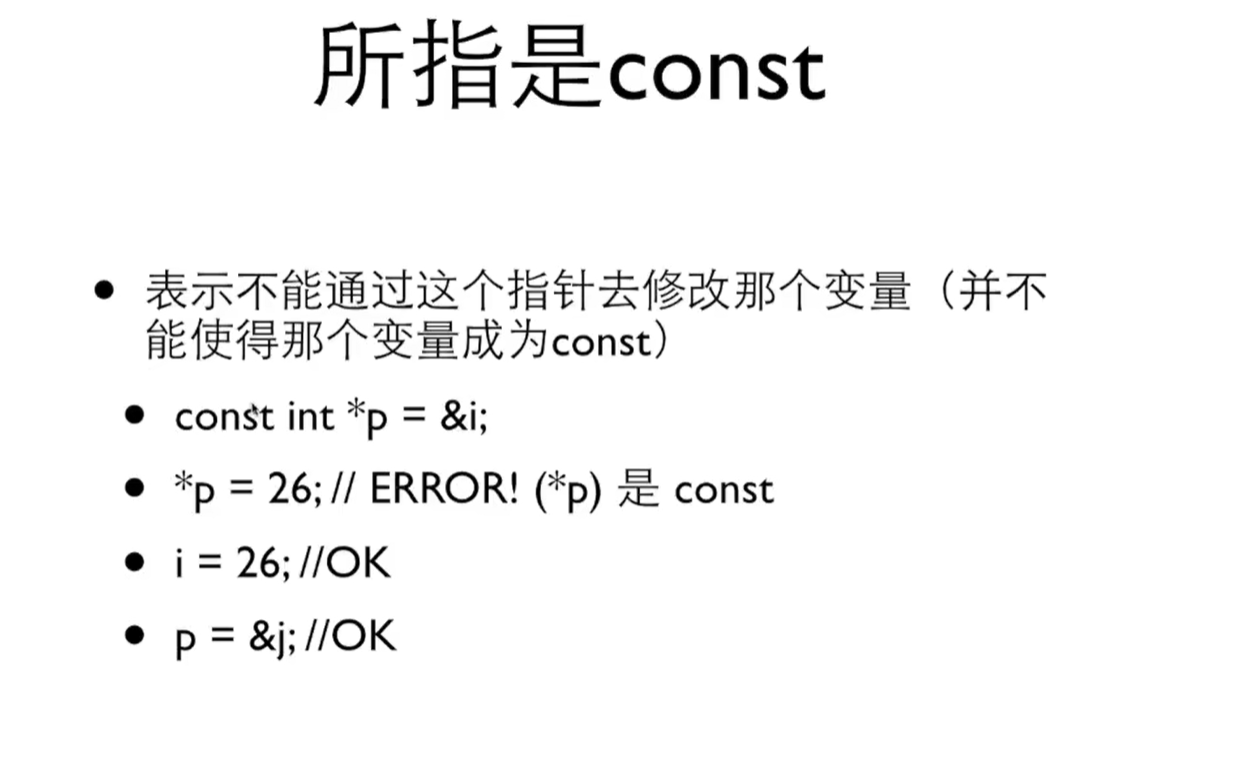 所指是const
表示不能通过这个指针去修改那个变量（并不
能使得那个变量成为const）
const int *p = &i;
*p = 26; // ERROR! (*p) 是 const
i = 26; //OK
p = &j; //OK